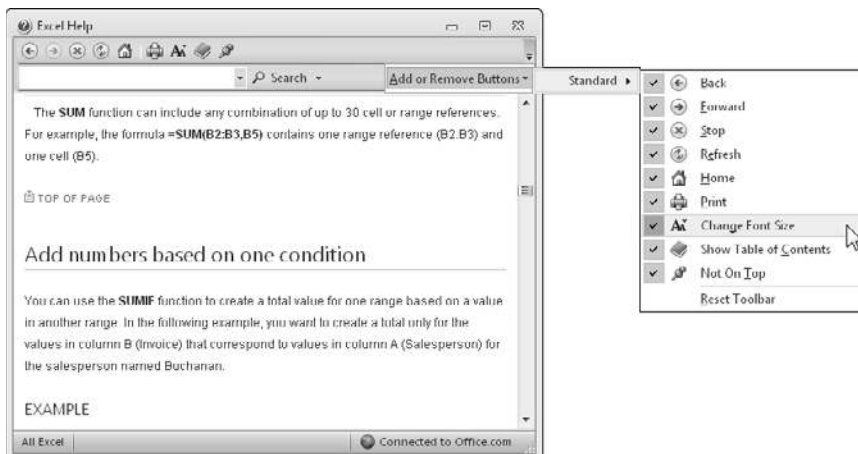 Excel Help
Search
Add or Remove Buttons
Standard
Back
Forward
Stop
Refresh
Home
Print
Change Font Size
Show Table of Contents
Not On Top
Reset Toolbar
The SUM function can include any combination of up to 30 cell or range references.
For example, the formula =SUM(B2:B3,B5) contains one range reference (B2:B3) and
one cell (B5).
TOP OF PAGE
Add numbers based on one condition
You can use the SUMIF function to create a total value for one range based on a value
in another range. In the following example, you want to create a total only for the
values in column B (Invoice) that correspond to values in column A (Salesperson) for
the salesperson named Buchanan.
EXAMPLE
All Excel
Connected to Office.com